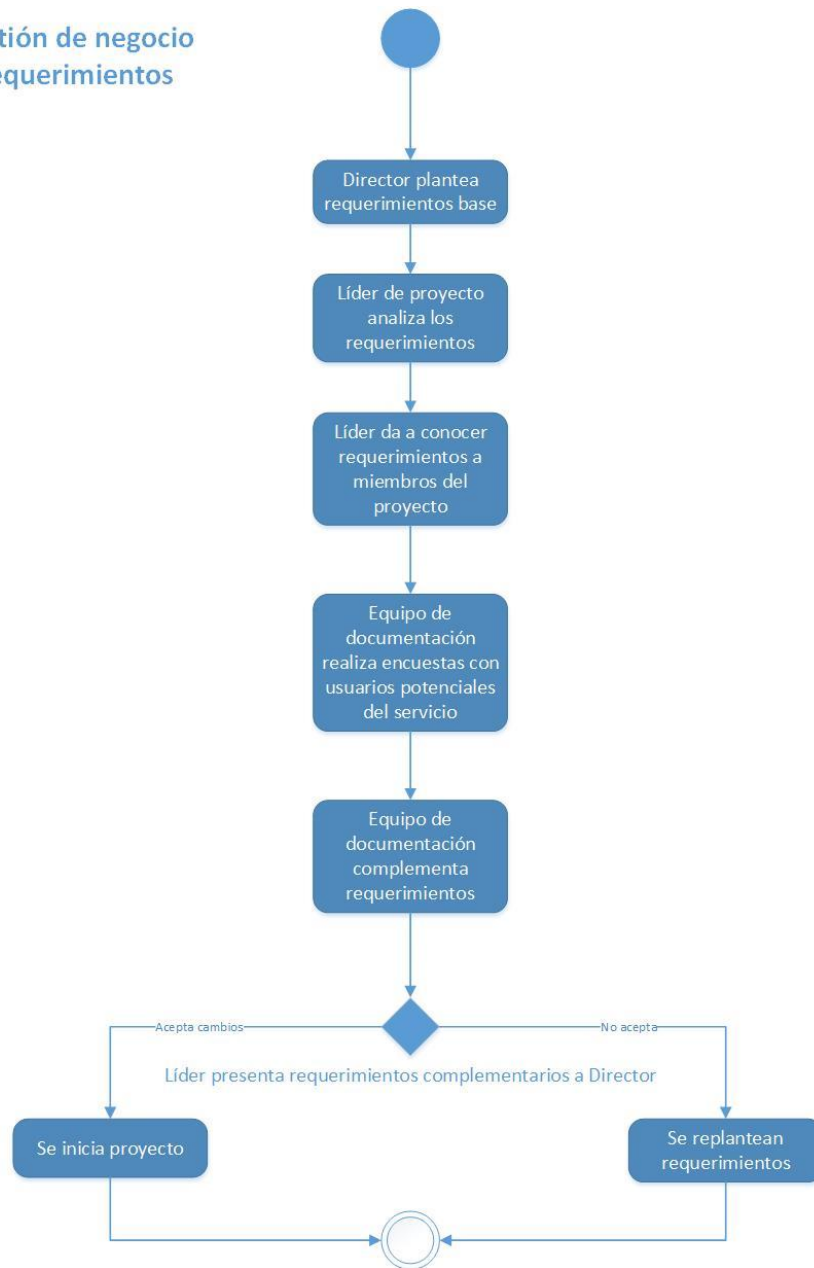 tión de negocio
equerimientos
Director plantea
requerimientos base
Líder de proyecto
analiza los
requerimientos
Líder da a conocer
requerimientos a
miembros del
proyecto
Equipo de
documentación
realiza encuestas con
usuarios potenciales
del servicio
Equipo de
documentación
complementa
requerimientos
Acepta cambios
No acepta
Líder presenta requerimientos complementarios a Director
Se inicia proyecto
Se replantean
requerimientos